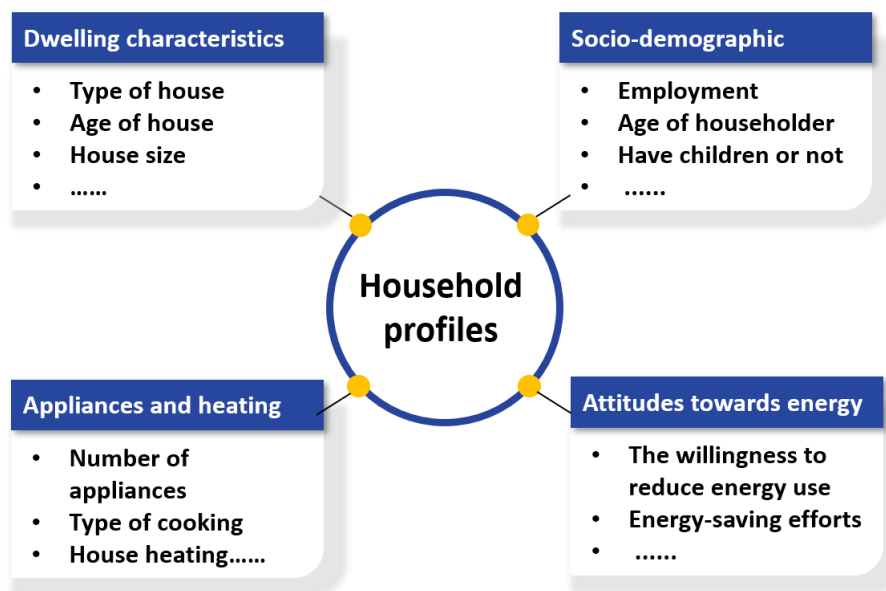 Dwelling characteristics
• Type of house
• Age of house
• House size
• ......
Socio-demographic
• Employment
• Age of householder
• Have children or not
• ......
Household
profiles
Appliances and heating
• Number of
appliances
• Type of cooking
• House heating......
Attitudes towards energy
• The willingness to
reduce energy use
• Energy-saving efforts
• ......